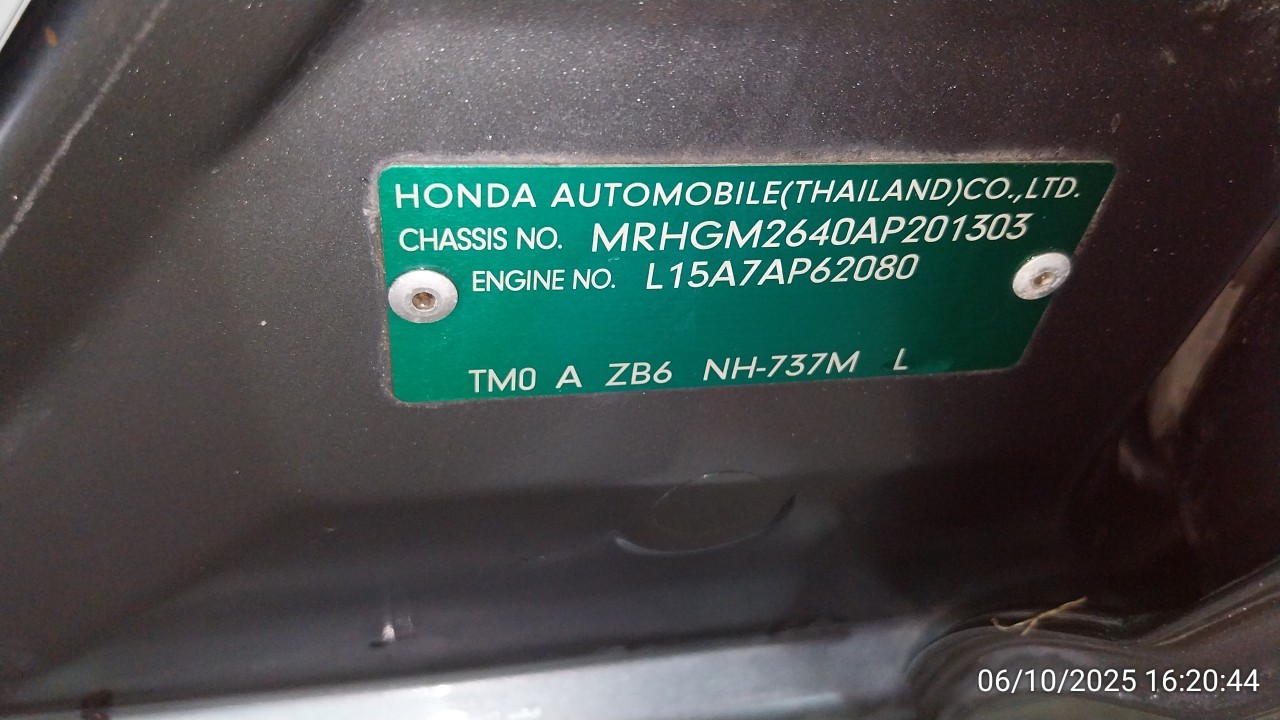 HONDA AUTOMOBILE(THAILAND)CO.,LTD.
CHASSIS NO. MRHGM2640AP201303
ENGINE NO. L15A7AP62080
TM0 A ZB6 NH-737M L
06/10/2025 16:20:44